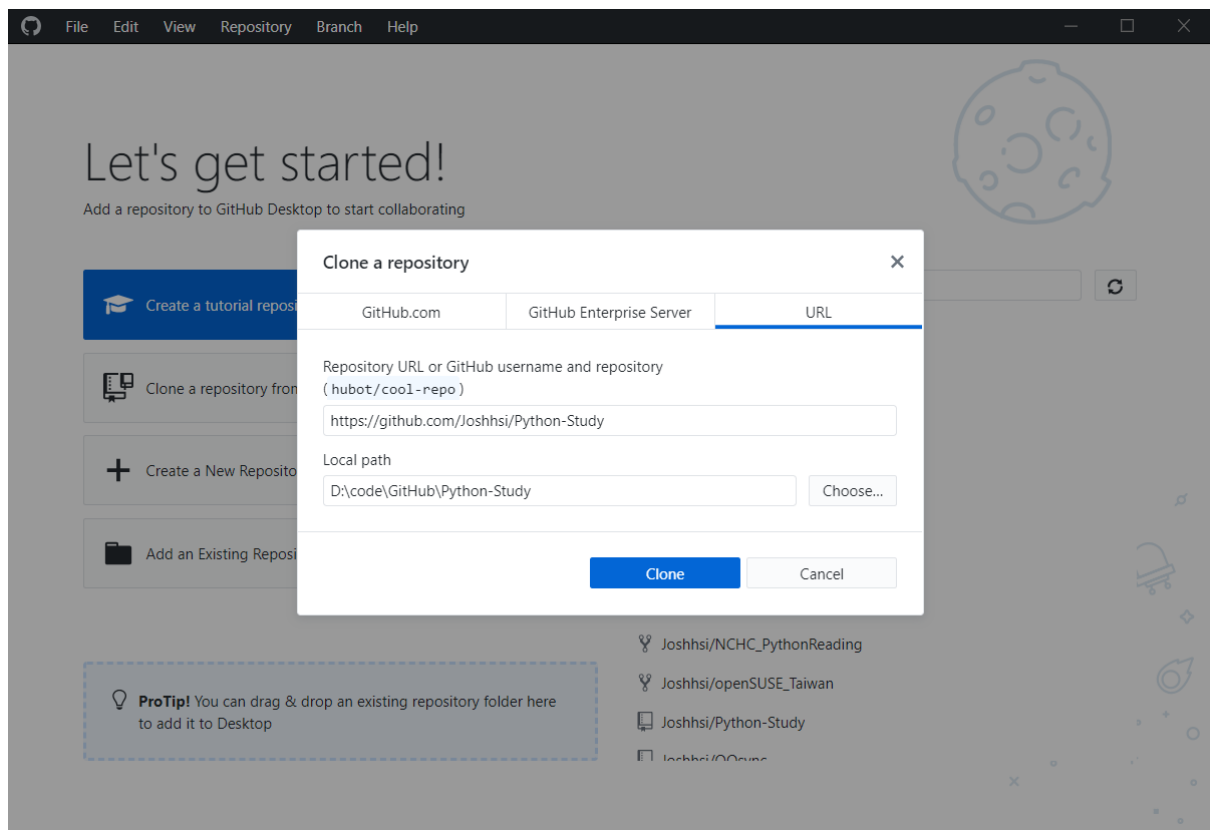 File Edit View Repository Branch Help
Let's get started!
Add a repository to GitHub Desktop to start collaborating
Clone a repository
GitHub.com GitHub Enterprise Server URL
Repository URL or GitHub username and repository
(hubot/cool-repo)
https://github.com/Joshhsi/Python-Study
Local path
D:\code\GitHub\Python-Study
Choose...
Clone Cancel
Create a tutorial
Clone a repository
Create a New
Add an Existing
ProTip! You can drag & drop an existing repository folder here
to add it to Desktop
Joshhsi/NCHC_PythonReading
Joshhsi/openSUSE_Taiwan
Joshhsi/Python-Study